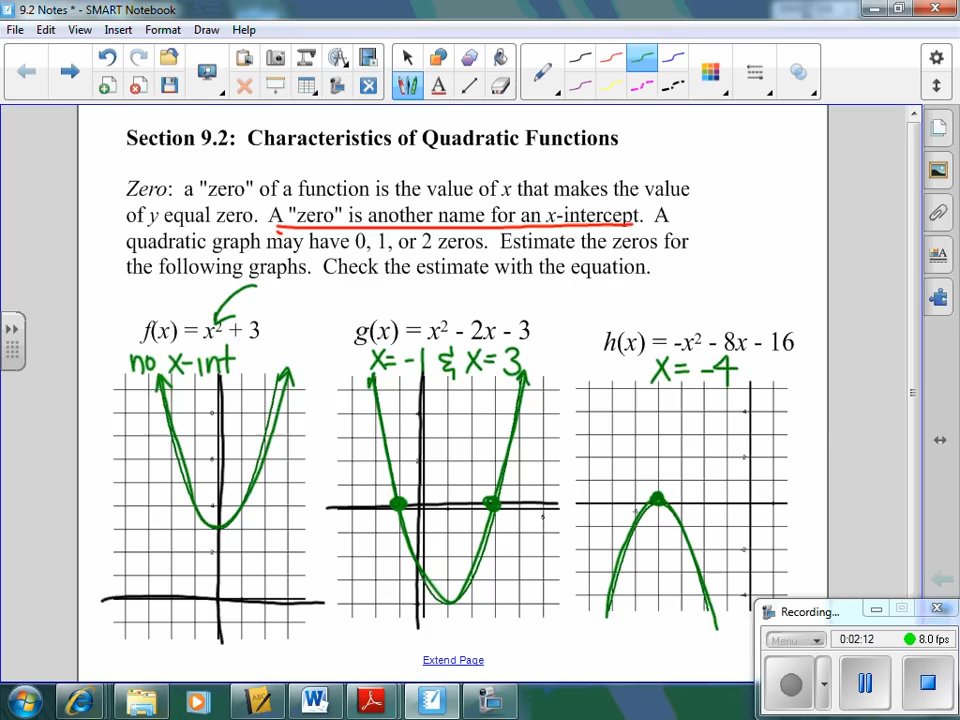 9.2 Notes * - SMART Notebook
File Edit View Insert Format Draw Help
Section 9.2: Characteristics of Quadratic Functions
Zero: a "zero" of a function is the value of x that makes the value
of y equal zero. A "zero" is another name for an x-intercept. A
quadratic graph may have 0, 1, or 2 zeros. Estimate the zeros for
the following graphs. Check the estimate with the equation.
f(x) = x² + 3
no x-int
g(x) = x² - 2x - 3
x = -1 & x = 3
h(x) = -x² - 8x - 16
x = -4
Extend Page
Recording...
Menu
0:02:12
8.0 fps